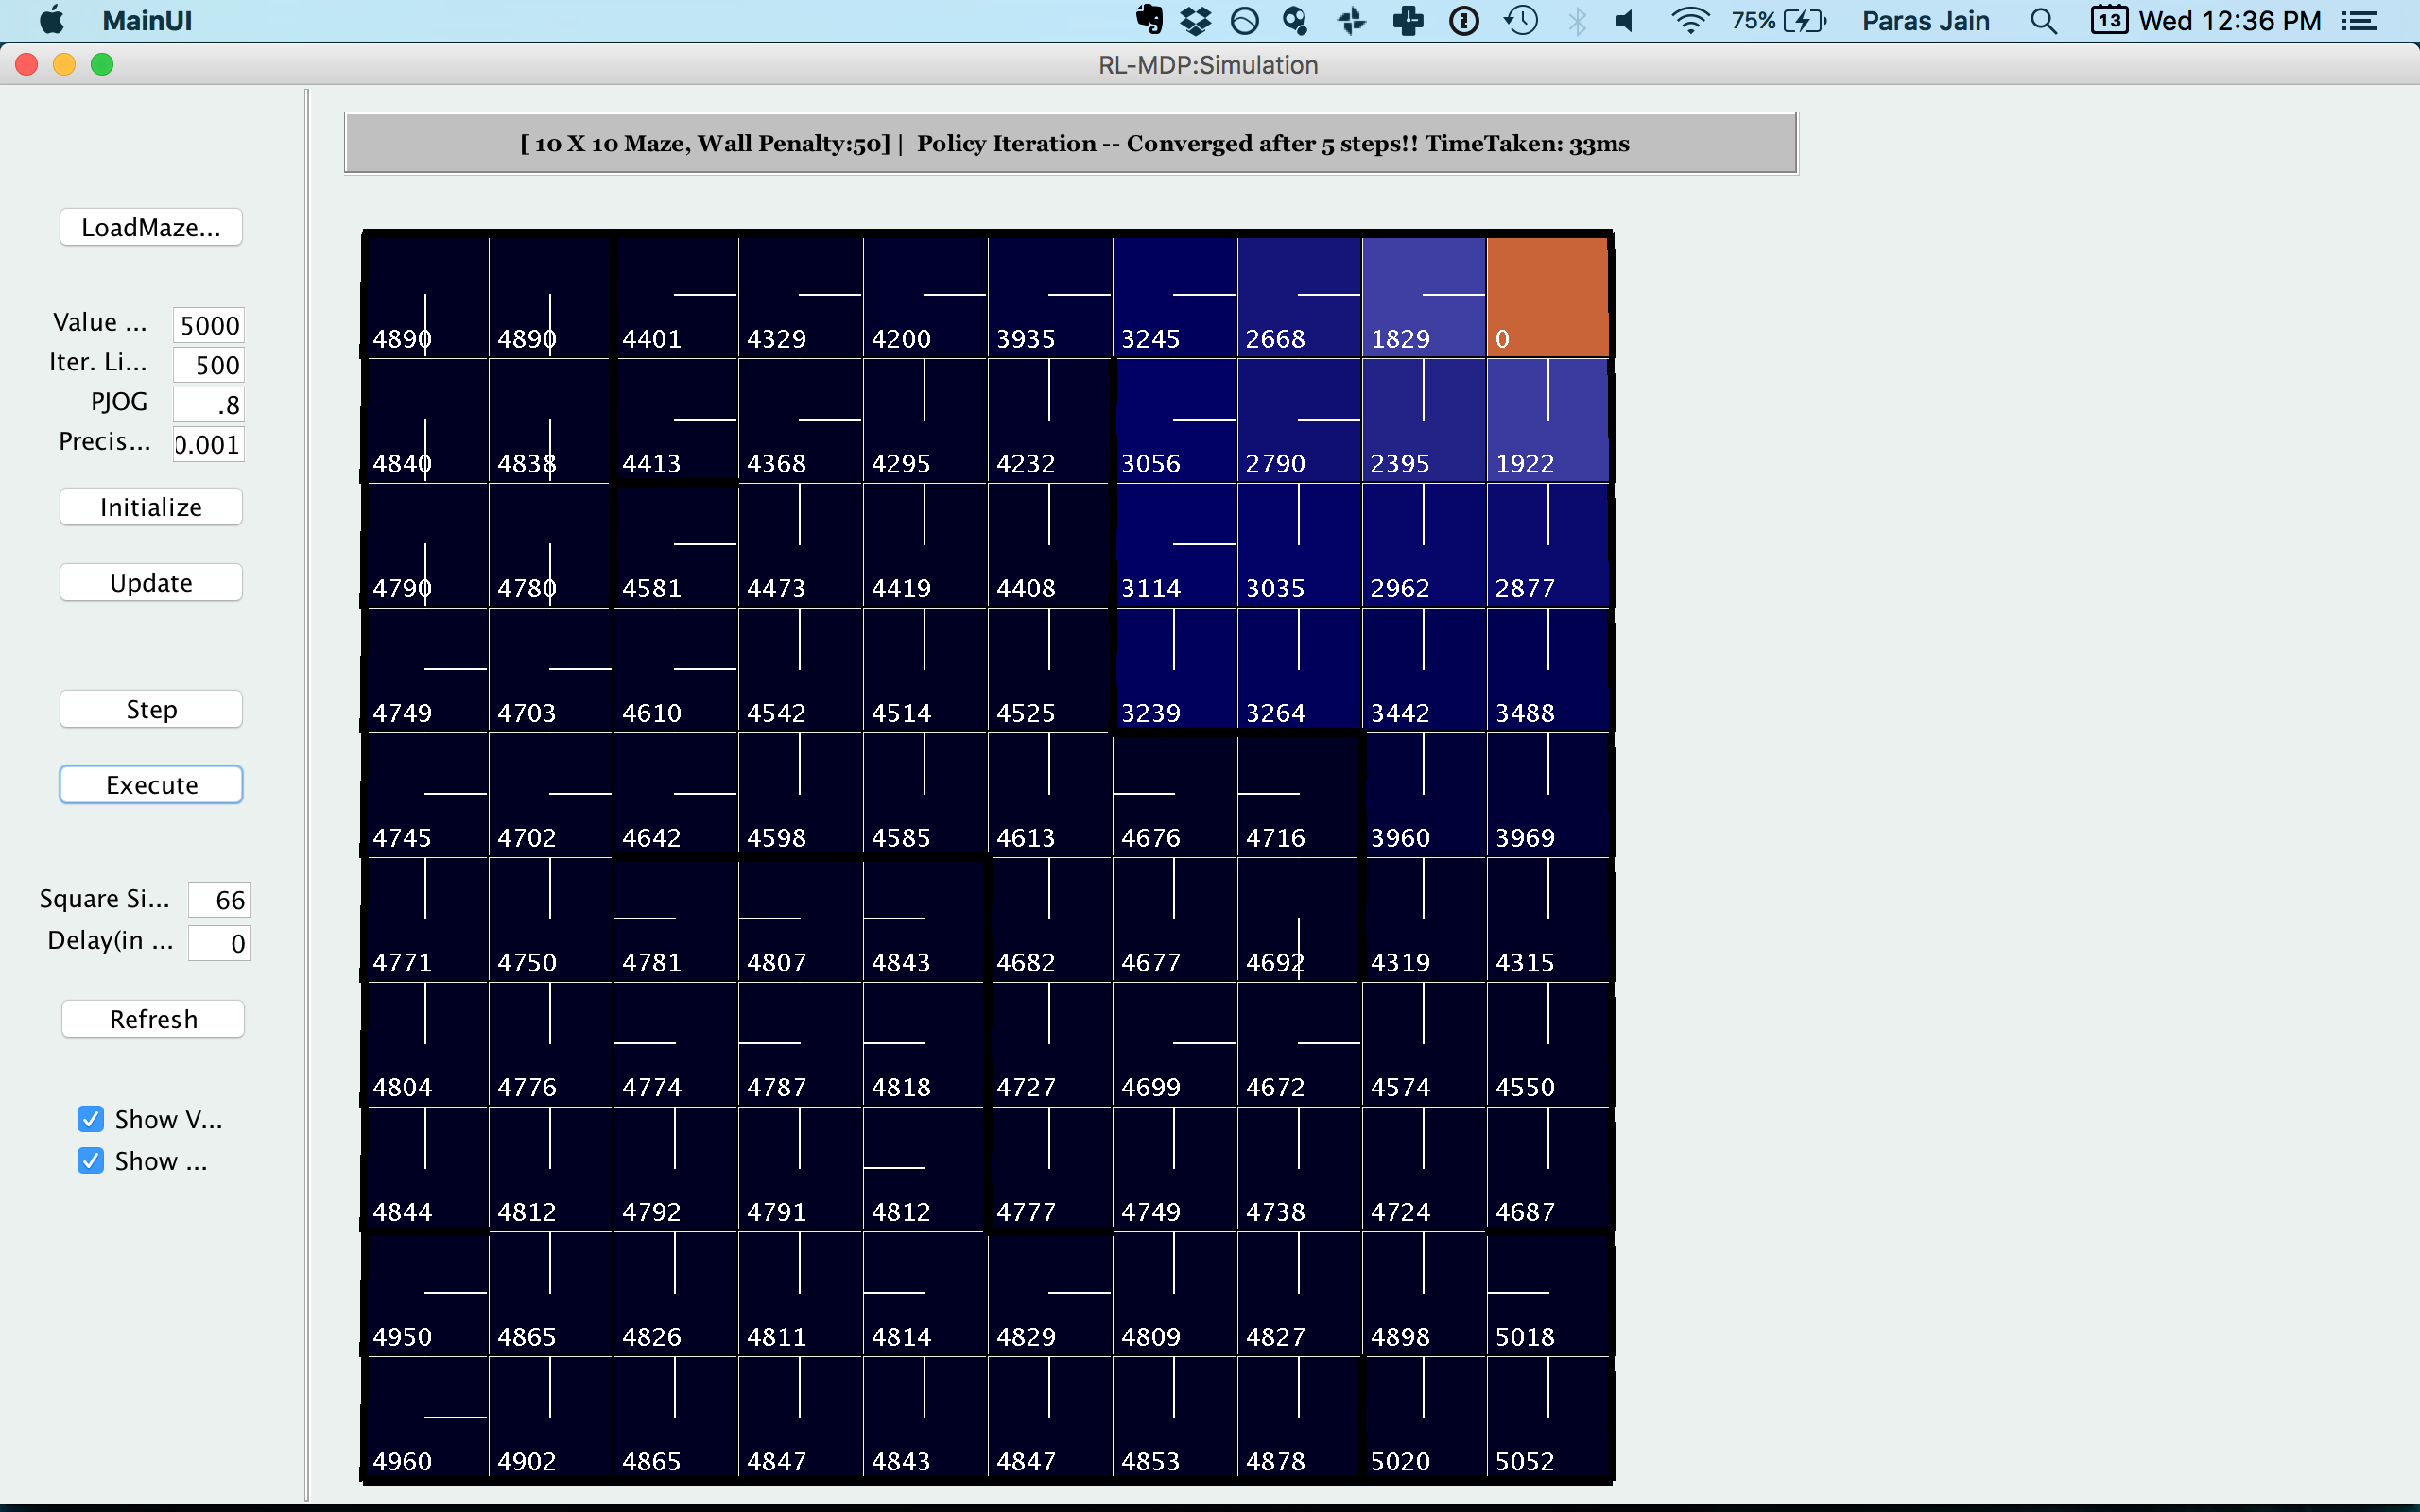 MainUI
75%
Paras Jain
13
Wed 12:36 PM
RL-MDP:Simulation
[ 10 X 10 Maze, Wall Penalty:50] | Policy Iteration -- Converged after 5 steps!! TimeTaken: 33ms
LoadMaze...
Value ... 5000
Iter. Li... 500
PJOG .8
Precis... 0.001
Initialize
Update
Step
Execute
Square Si... 66
Delay(in ... 0
Refresh
Show V...
Show ...
4890 4890 4401 4329 4200 3935 3245 2668 1829 0
4840 4838 4413 4368 4295 4232 3056 2790 2395 1922
4790 4780 4581 4473 4419 4408 3114 3035 2962 2877
4749 4703 4610 4542 4514 4525 3239 3264 3442 3488
4745 4702 4642 4598 4585 4613 4676 4716 3960 3969
4771 4750 4781 4807 4843 4682 4677 4692 4319 4315
4804 4776 4774 4787 4818 4727 4699 4672 4574 4550
4844 4812 4792 4791 4812 4777 4749 4738 4724 4687
4950 4865 4826 4811 4814 4829 4809 4827 4898 5018
4960 4902 4865 4847 4843 4847 4853 4878 5020 5052